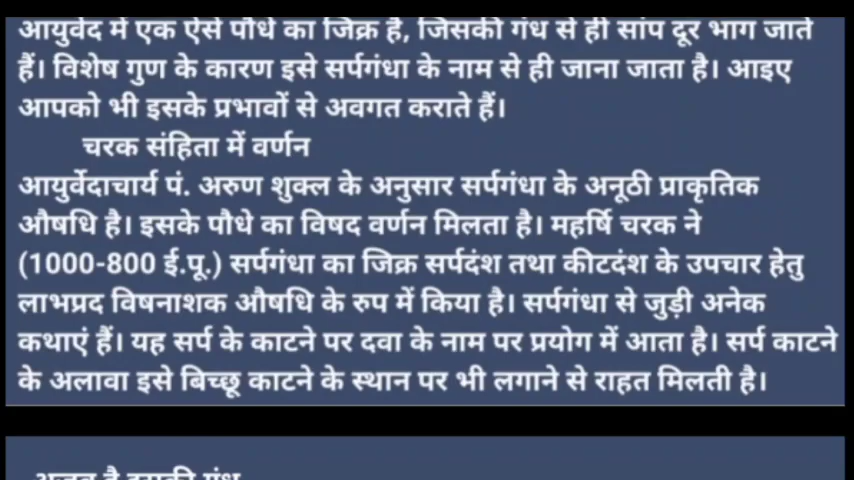 आयुर्वेद में एक ऐसे पौधे का जिक्र है, जिसकी गंध से ही सांप दूर भाग जाते
हैं। विशेष गुण के कारण इसे सर्पगंधा के नाम से ही जाना जाता है। आइए
आपको भी इसके प्रभावों से अवगत कराते हैं।
चरक संहिता में वर्णन
आयुर्वेदाचार्य पं. अरुण शुक्ल के अनुसार सर्पगंधा के अनूठी प्राकृतिक
औषधि है। इसके पौधे का विषद वर्णन मिलता है। महर्षि चरक ने
(1000-800 ई.पू.) सर्पगंधा का जिक्र सर्पदंश तथा कीटदंश के उपचार हेतु
लाभप्रद विषनाशक औषधि के रुप में किया है। सर्पगंधा से जुड़ी अनेक
कथाएं हैं। यह सर्प के काटने पर दवा के नाम पर प्रयोग में आता है। सर्प काटने
के अलावा इसे बिच्छू काटने के स्थान पर भी लगाने से राहत मिलती है।
है इसकी गंध